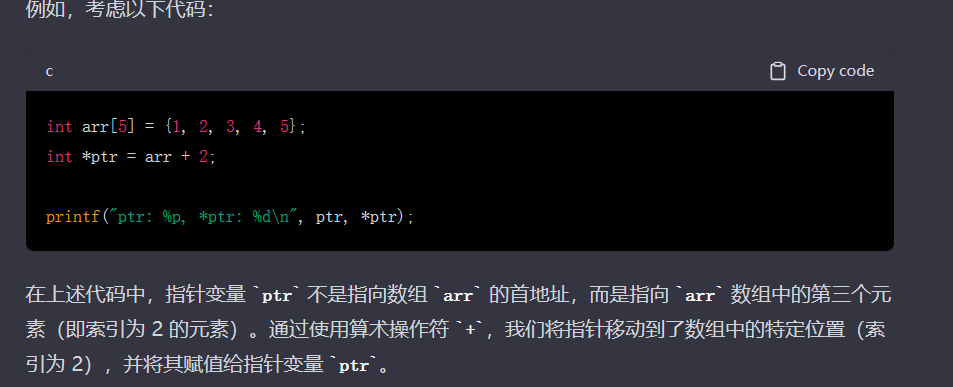 例如，考虑以下代码：
c Copy code
int arr[5] = {1, 2, 3, 4, 5};
int *ptr = arr + 2;
printf("ptr: %p, *ptr: %d\n", ptr, *ptr);
在上述代码中，指针变量 `ptr` 不是指向数组 `arr` 的首地址，而是指向 `arr` 数组中的第三个元
素（即索引为 2 的元素）。通过使用算术操作符 `+`，我们将指针移动到了数组中的特定位置（索
引为 2），并将其赋值给指针变量 `ptr`。